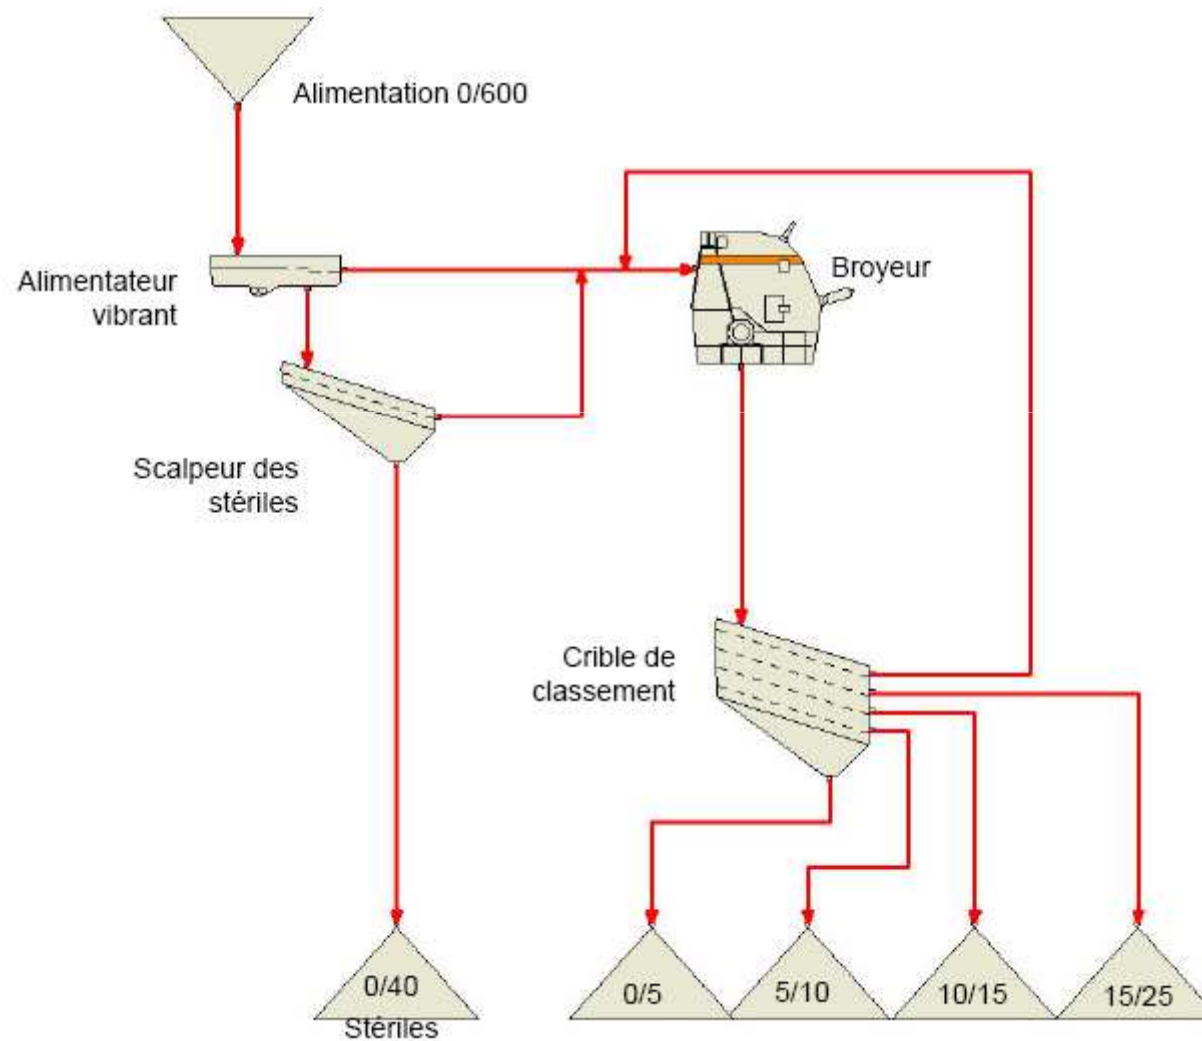 Alimentation 0/600
Alimentateur
vibrant
Broyeur
Scalpeur des
stériles
Crible de
classement
0/40
Stériles
0/5
5/10
10/15
15/25